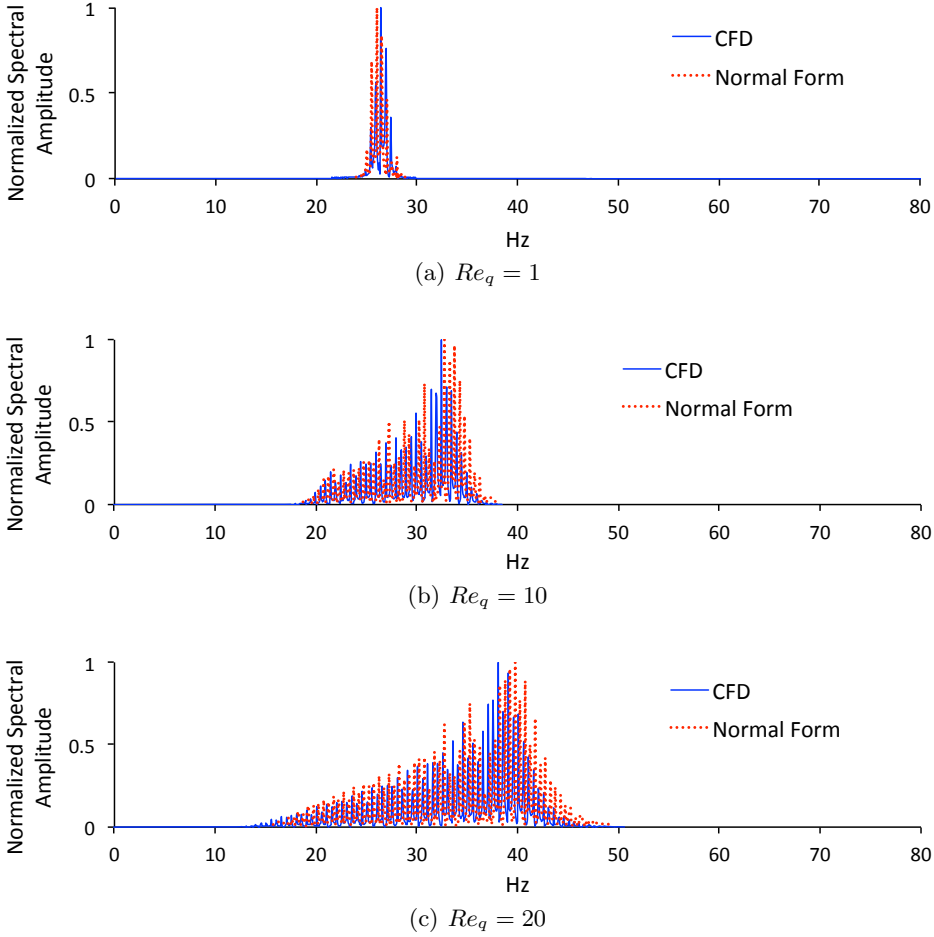 Normalized Spectral
Amplitude
1
0.5
0
CFD
Normal Form
0 10 20 30 40 50 60 70 80
Hz
(a) Re_q = 1
Normalized Spectral
Amplitude
1
0.5
0
CFD
Normal Form
0 10 20 30 40 50 60 70 80
Hz
(b) Re_q = 10
Normalized Spectral
Amplitude
1
0.5
0
CFD
Normal Form
0 10 20 30 40 50 60 70 80
Hz
(c) Re_q = 20